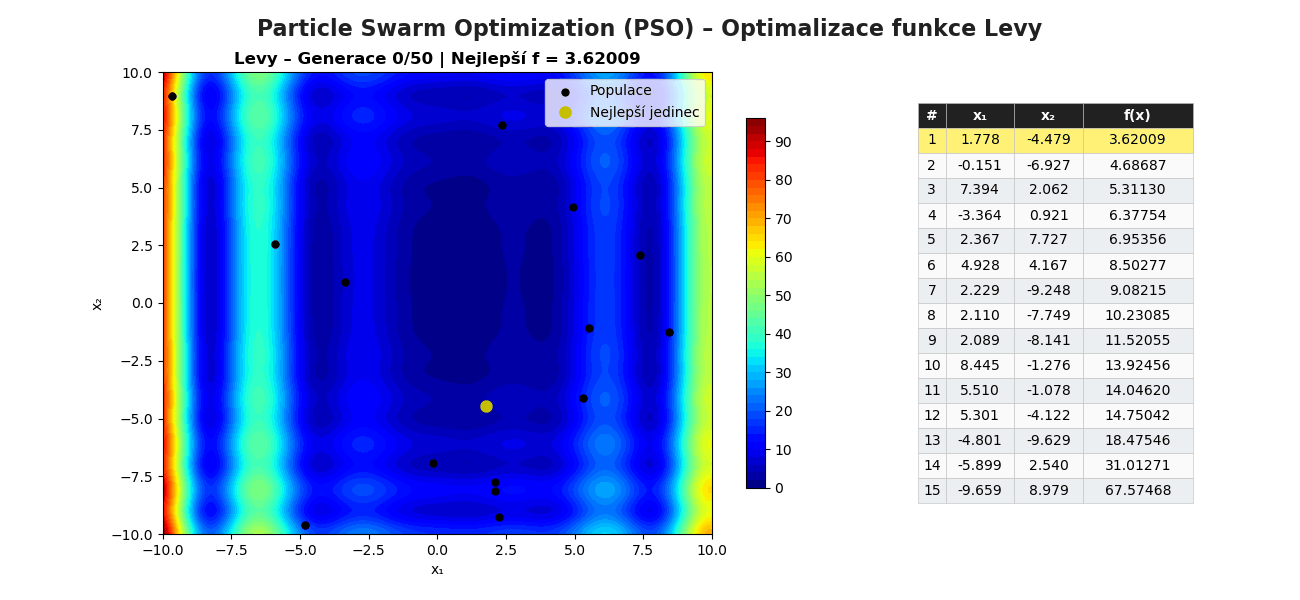 Particle Swarm Optimization (PSO) – Optimalizace funkce Levy
Levy – Generace 0/50 | Nejlepší f = 3.62009
Populace
Nejlepší jedinec
10.0
7.5
5.0
2.5
0.0
−2.5
−5.0
−7.5
−10.0
x₂
−10.0 −7.5 −5.0 −2.5 0.0 2.5 5.0 7.5 10.0
x₁
90
80
70
60
50
40
30
20
10
0
# x₁ x₂ f(x)
1 1.778 -4.479 3.62009
2 -0.151 -6.927 4.68687
3 7.394 2.062 5.31130
4 -3.364 0.921 6.37754
5 2.367 7.727 6.95356
6 4.928 4.167 8.50277
7 2.229 -9.248 9.08215
8 2.110 -7.749 10.23085
9 2.089 -8.141 11.52055
10 8.445 -1.276 13.92456
11 5.510 -1.078 14.04620
12 5.301 -4.122 14.75042
13 -4.801 -9.629 18.47546
14 -5.899 2.540 31.01271
15 -9.659 8.979 67.57468